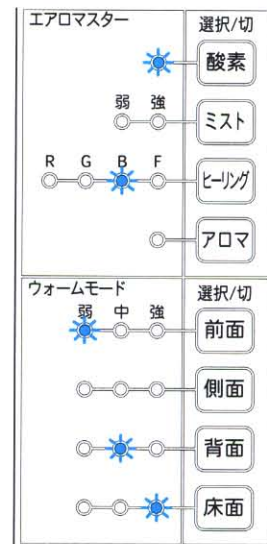 エアロマスター 選択/切
酸素
弱 強
ミスト
R G B F
ヒーリング
アロマ
ウォームモード 選択/切
弱 中 強
前面
側面
背面
床面